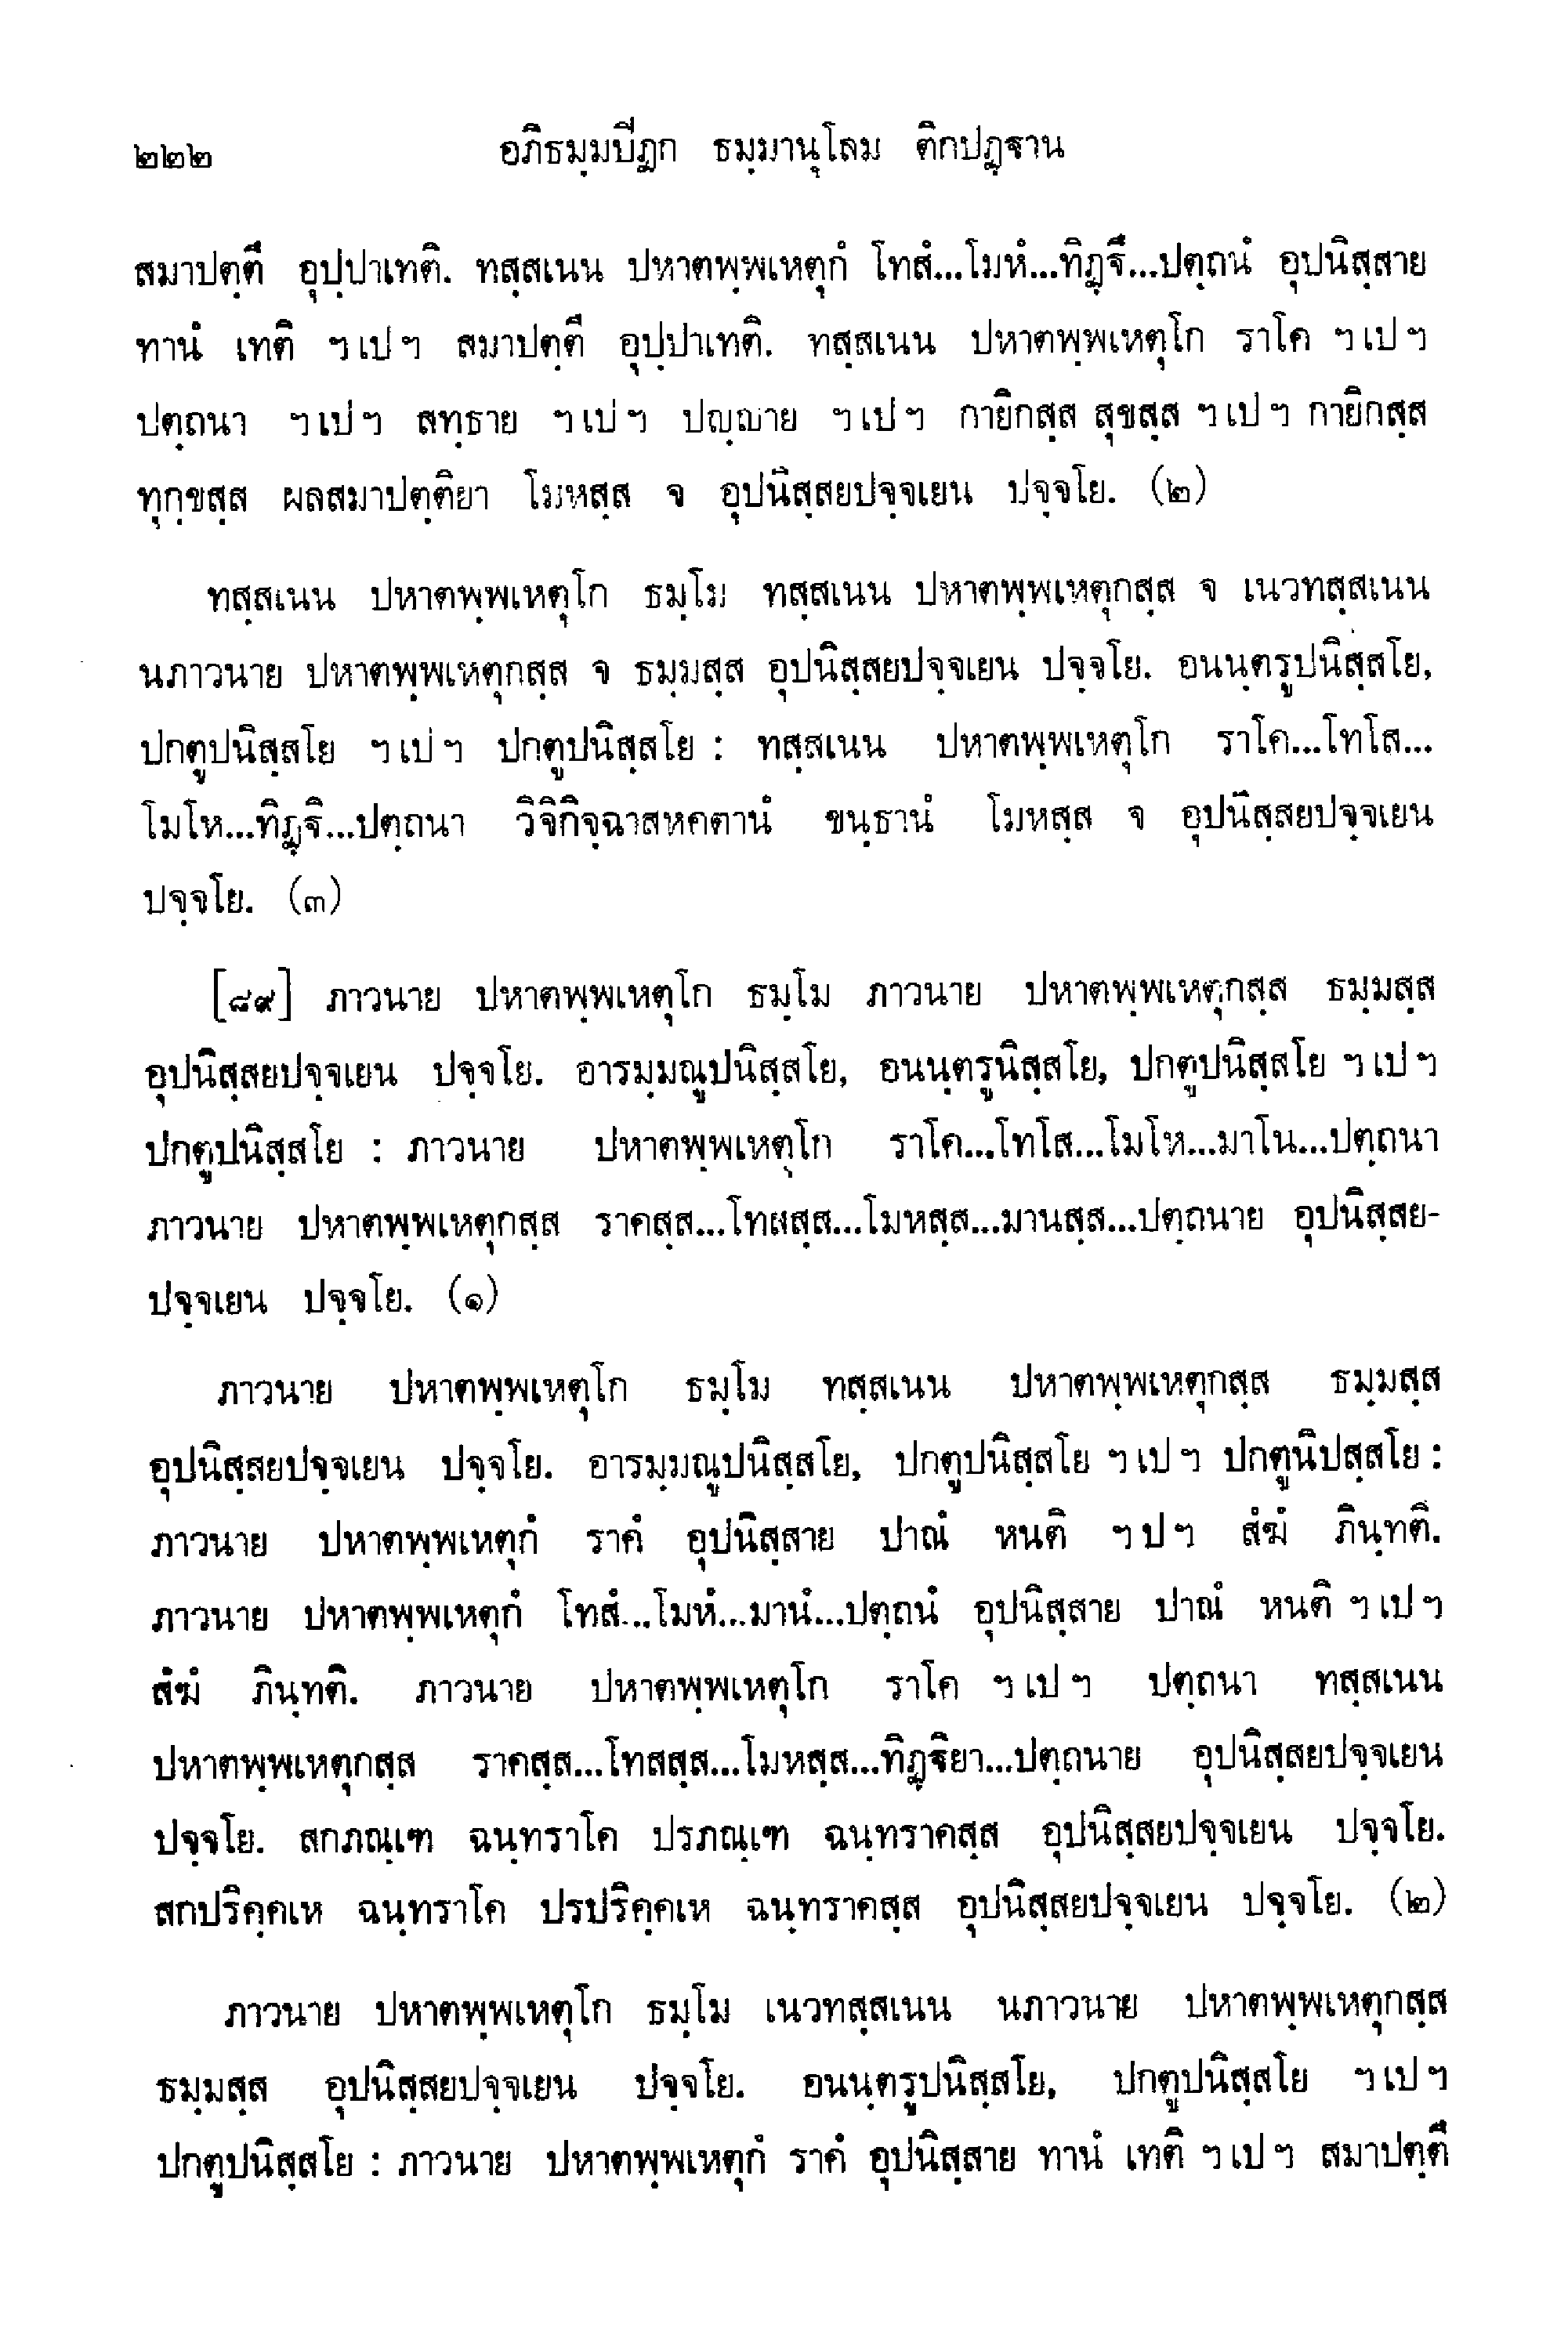 ๒๒๒ อภิธมฺมปีฏก ธมฺมานุโลม ติกปฏฺฐาน
สมาปตฺตึ อุปฺปาเทติ. ทสฺสเนน ปหาตพฺพเหตุกํ โทสํ...โมหํ...ทิฏฺฐึ...ปตฺถนํ อุปนิสฺสาย
ทานํ เทติ ฯ เป ฯ สมาปตฺตึ อุปฺปาเทติ. ทสฺสเนน ปหาตพฺพเหตุโก ราโค ฯ เป ฯ
ปตฺถนา ฯ เป ฯ สทฺธาย ฯ เป ฯ ปญฺญาย ฯ เป ฯ กายิกสฺส สุขสฺส ฯ เป ฯ กายิกสฺส
ทุกฺขสฺส ผลสมาปตฺติยา โมหสฺส จ อุปนิสฺสยปจฺจเยน ปจฺจโย. (๒)
ทสฺสเนน ปหาตพฺพเหตุโก ธมฺโม ทสฺสเนน ปหาตพฺพเหตุกสฺส จ เนวทสฺสเนน
นภาวนาย ปหาตพฺพเหตุกสฺส จ ธมฺมสฺส อุปนิสฺสยปจฺจเยน ปจฺจโย. อนนฺตรูปนิสฺสโย,
ปกตูปนิสฺสโย ฯ เป ฯ ปกตูปนิสฺสโย : ทสฺสเนน ปหาตพฺพเหตุโก ราโค...โทโส...
โมโห...ทิฏฺฐิ...ปตฺถนา วิจิกิจฺฉาสหคตานํ ขนฺธานํ โมหสฺส จ อุปนิสฺสยปจฺจเยน
ปจฺจโย. (๓)
[๘๙] ภาวนาย ปหาตพฺพเหตุโก ธมฺโม ภาวนาย ปหาตพฺพเหตุกสฺส ธมฺมสฺส
อุปนิสฺสยปจฺจเยน ปจฺจโย. อารมฺมณูปนิสฺสโย, อนนฺตรูนิสฺสโย, ปกตูปนิสฺสโย ฯ เป ฯ
ปกตูปนิสฺสโย : ภาวนาย ปหาตพฺพเหตุโก ราโค...โทโส...โมโห...มาโน...ปตฺถนา
ภาวนาย ปหาตพฺพเหตุกสฺส ราคสฺส...โทสสฺส...โมหสฺส...มานสฺส...ปตฺถนาย อุปนิสฺสย-
ปจฺจเยน ปจฺจโย. (๑)
ภาวนาย ปหาตพฺพเหตุโก ธมฺโม ทสฺสเนน ปหาตพฺพเหตุกสฺส ธมฺมสฺส
อุปนิสฺสยปจฺจเยน ปจฺจโย. อารมฺมณูปนิสฺสโย, ปกตูปนิสฺสโย ฯ เป ฯ ปกตูนิปสฺสโย :
ภาวนาย ปหาตพฺพเหตุกํ ราคํ อุปนิสฺสาย ปาณํ หนติ ฯ ป ฯ สํฆํ ภินฺทติ.
ภาวนาย ปหาตพฺพเหตุกํ โทสํ...โมหํ...มานํ...ปตฺถนํ อุปนิสฺสาย ปาณํ หนติ ฯ เป ฯ
สํฆํ ภินฺทติ. ภาวนาย ปหาตพฺพเหตุโก ราโค ฯ เป ฯ ปตฺถนา ทสฺสเนน
ปหาตพฺพเหตุกสฺส ราคสฺส...โทสสฺส...โมหสฺส...ทิฏฺฐิยา...ปตฺถนาย อุปนิสฺสยปจฺจเยน
ปจฺจโย. สกภณฺเฑ ฉนฺทราโค ปรภณฺเฑ ฉนฺทราคสฺส อุปนิสฺสยปจฺจเยน ปจฺจโย.
สกปริคฺคเห ฉนฺทราโค ปรปริคฺคเห ฉนฺทราคสฺส อุปนิสฺสยปจฺจเยน ปจฺจโย. (๒)
ภาวนาย ปหาตพฺพเหตุโก ธมฺโม เนวทสฺสเนน นภาวนาย ปหาตพฺพเหตุกสฺส
ธมฺมสฺส อุปนิสฺสยปจฺจเยน ปจฺจโย. อนนฺตรูปนิสฺสโย, ปกตูปนิสฺสโย ฯ เป ฯ
ปกตูปนิสฺสโย : ภาวนาย ปหาตพฺพเหตุกํ ราคํ อุปนิสฺสาย ทานํ เทติ ฯ เป ฯ สมาปตฺตึ